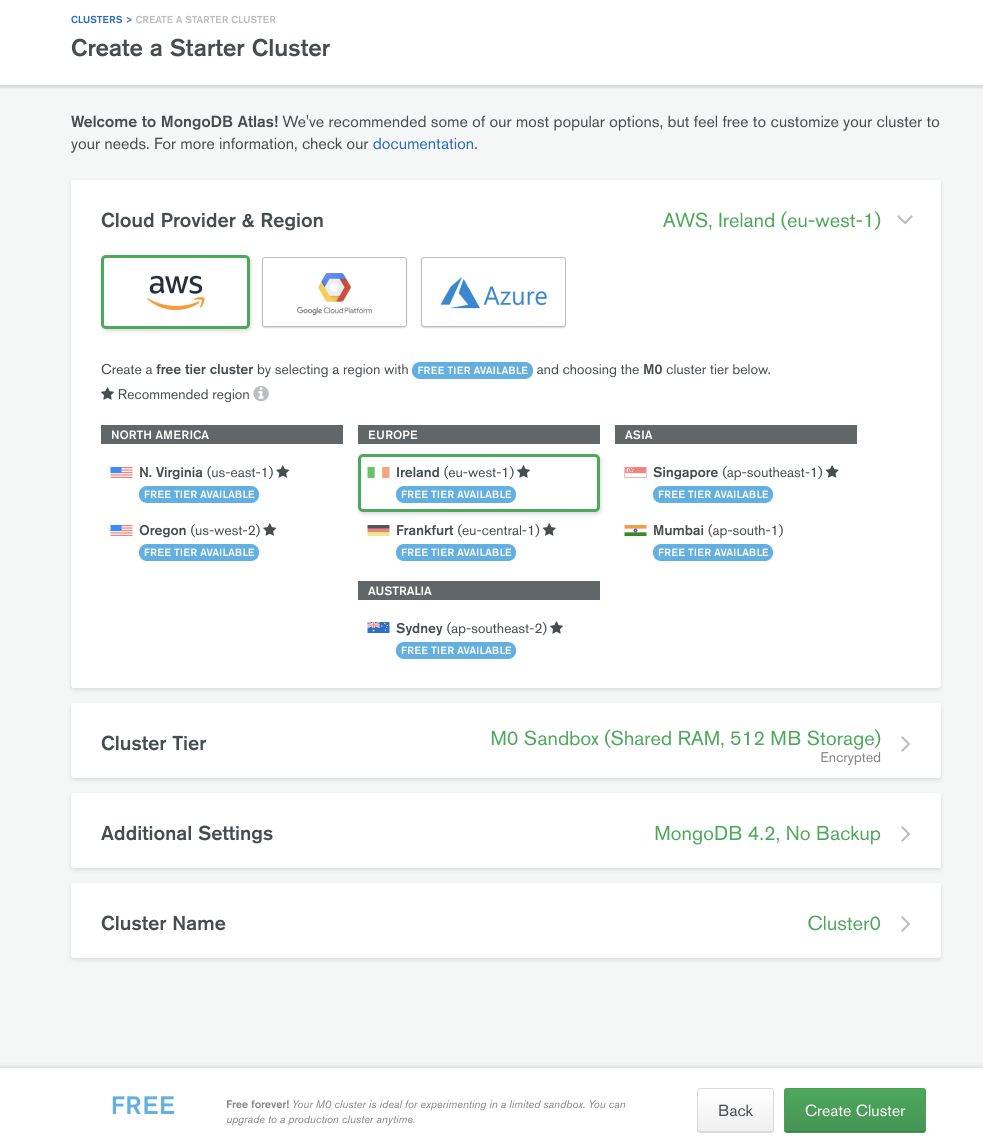 CLUSTERS > CREATE A STARTER CLUSTER
Create a Starter Cluster
Welcome to MongoDB Atlas! We've recommended some of our most popular options, but feel free to customize your cluster to
your needs. For more information, check our documentation.
Cloud Provider & Region
AWS, Ireland (eu-west-1)
aws
Google Cloud Platform
Azure
Create a free tier cluster by selecting a region with FREE TIER AVAILABLE and choosing the M0 cluster tier below.
★ Recommended region
NORTH AMERICA
N. Virginia (us-east-1) ★
FREE TIER AVAILABLE
Oregon (us-west-2) ★
FREE TIER AVAILABLE
EUROPE
Ireland (eu-west-1) ★
FREE TIER AVAILABLE
Frankfurt (eu-central-1) ★
FREE TIER AVAILABLE
AUSTRALIA
Sydney (ap-southeast-2) ★
FREE TIER AVAILABLE
ASIA
Singapore (ap-southeast-1) ★
FREE TIER AVAILABLE
Mumbai (ap-south-1)
FREE TIER AVAILABLE
Cluster Tier
M0 Sandbox (Shared RAM, 512 MB Storage)
Encrypted
Additional Settings
MongoDB 4.2, No Backup
Cluster Name
Cluster0
FREE
Free forever! Your M0 cluster is ideal for experimenting in a limited sandbox. You can
upgrade to a production cluster anytime.
Back
Create Cluster